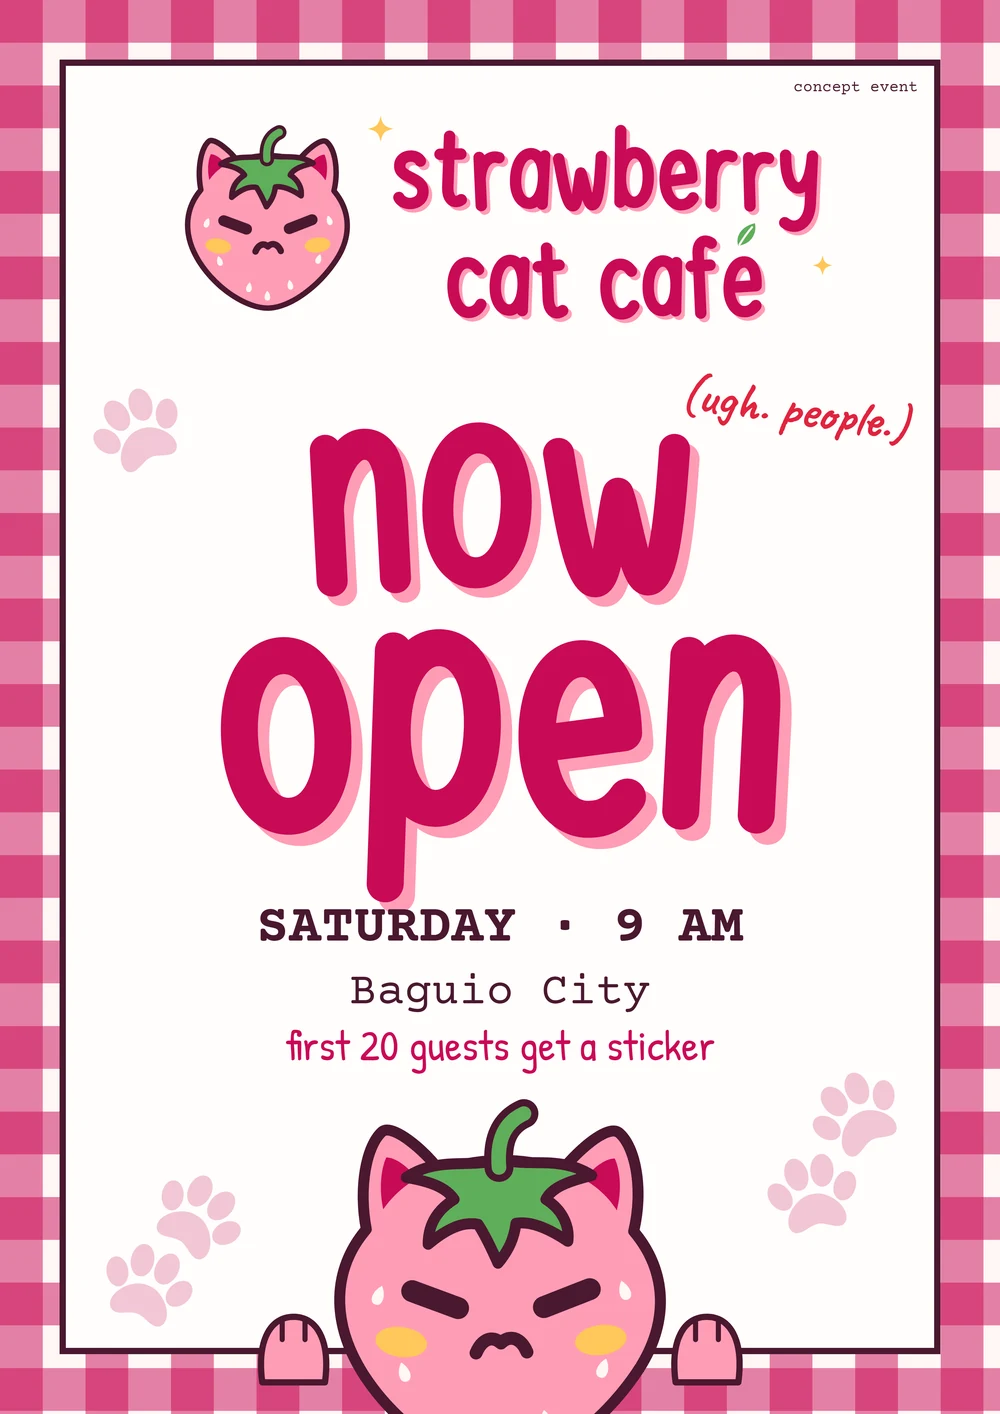 concept event
strawberry
cat café
(ugh. people.)
now
open
SATURDAY · 9 AM
Baguio City
first 20 guests get a sticker